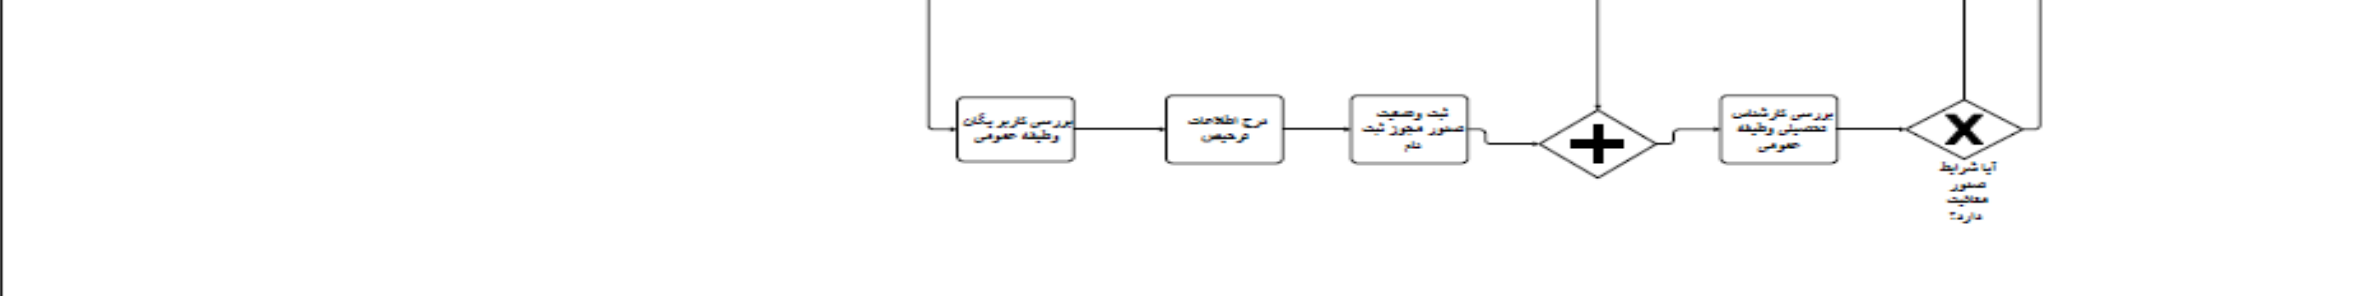 بررسی کاربر یگان
وظیفه عمومی
درج اطلاعات
ترخیص
ثبت وضعیت
صدور مجوز ثبت
نام
بررسی کارشناس
تحصیلی وظیفه
عمومی
آیا شرایط
صدور
معافیت
دارد؟